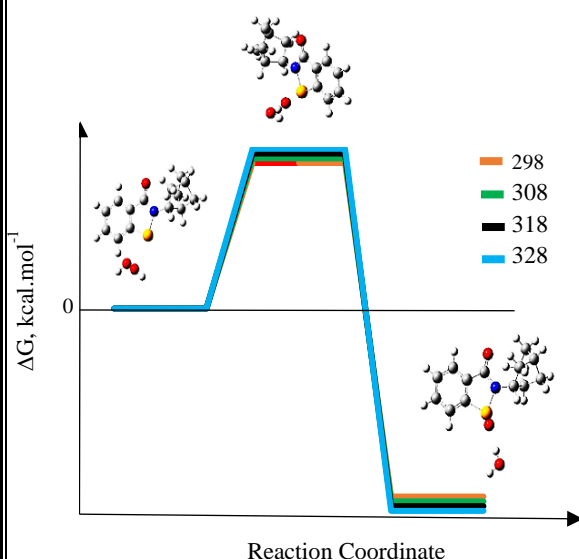 298
308
318
328
0
ΔG, kcal.mol⁻¹
Reaction Coordinate